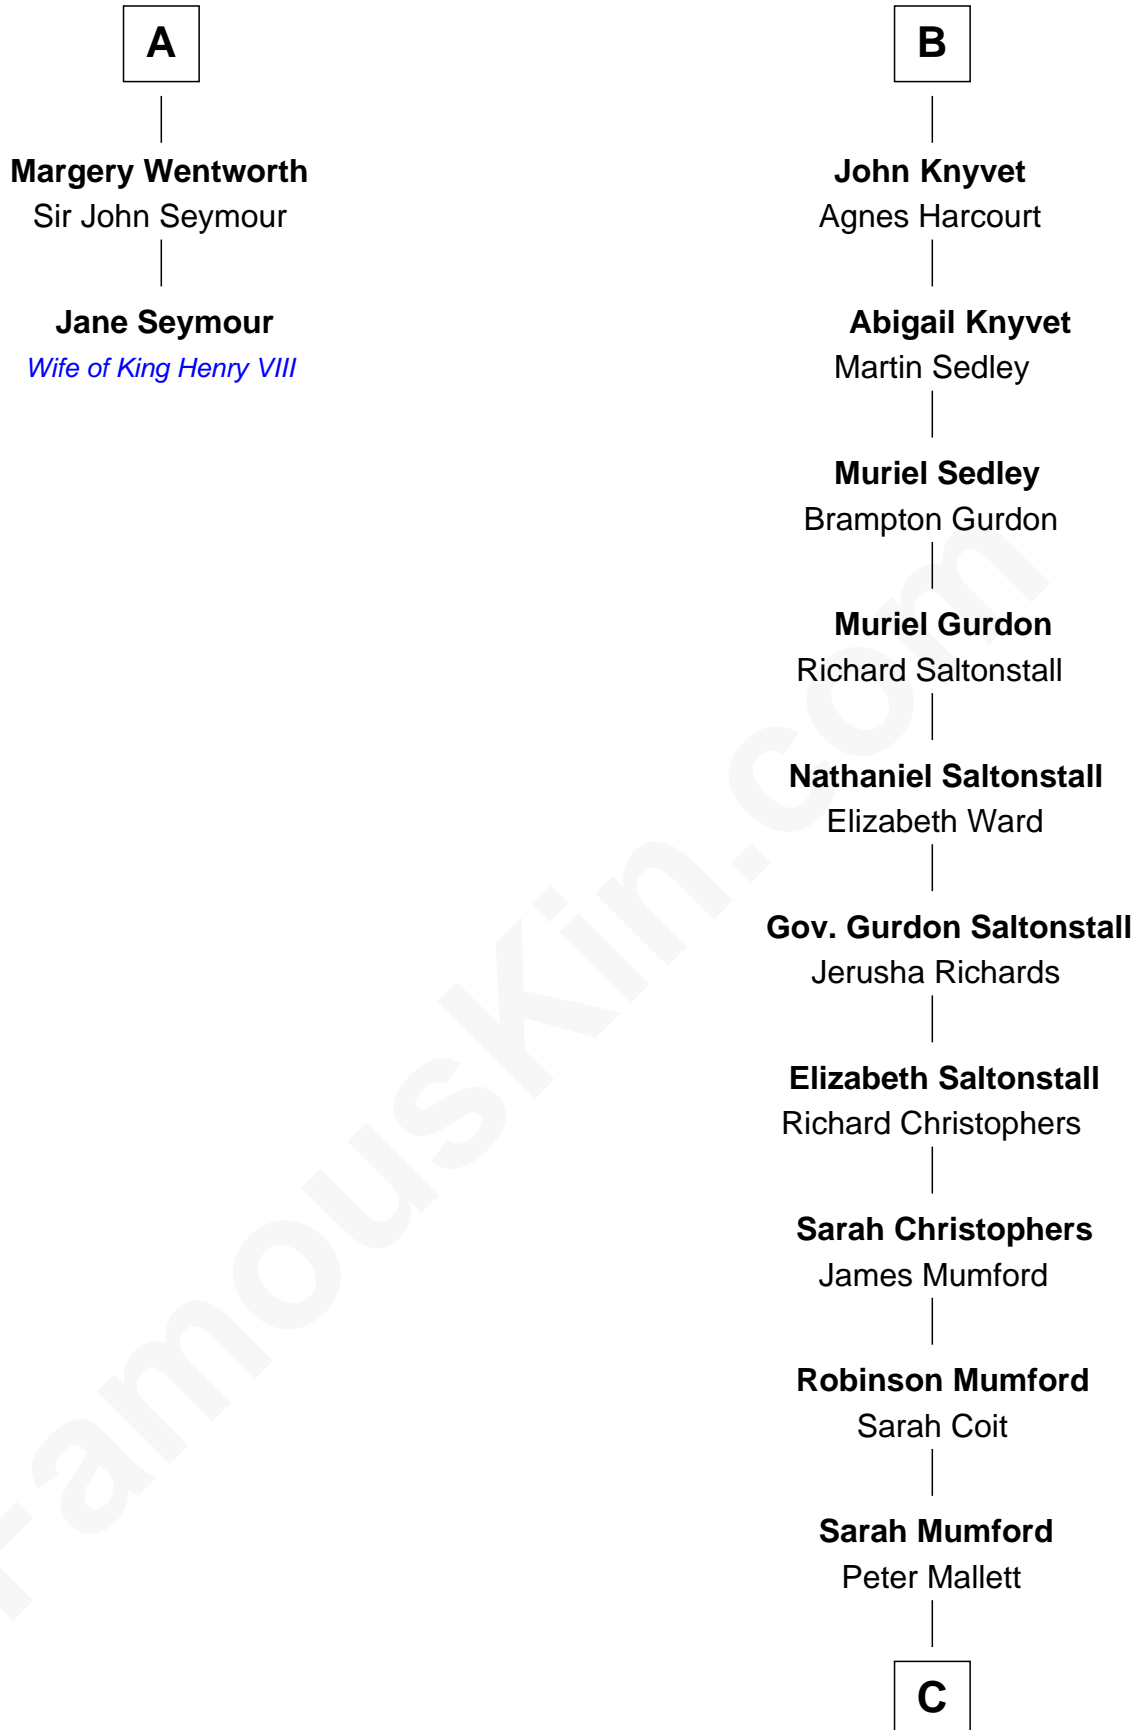 A
Margery Wentworth
Sir John Seymour
Jane Seymour
Wife of King Henry VIII
B
John Knyvet
Agnes Harcourt
Abigail Knyvet
Martin Sedley
Muriel Sedley
Brampton Gurdon
Muriel Gurdon
Richard Saltonstall
Nathaniel Saltonstall
Elizabeth Ward
Gov. Gurdon Saltonstall
Jerusha Richards
Elizabeth Saltonstall
Richard Christophers
Sarah Christophers
James Mumford
Robinson Mumford
Sarah Coit
Sarah Mumford
Peter Mallett
C
FamousKin.com